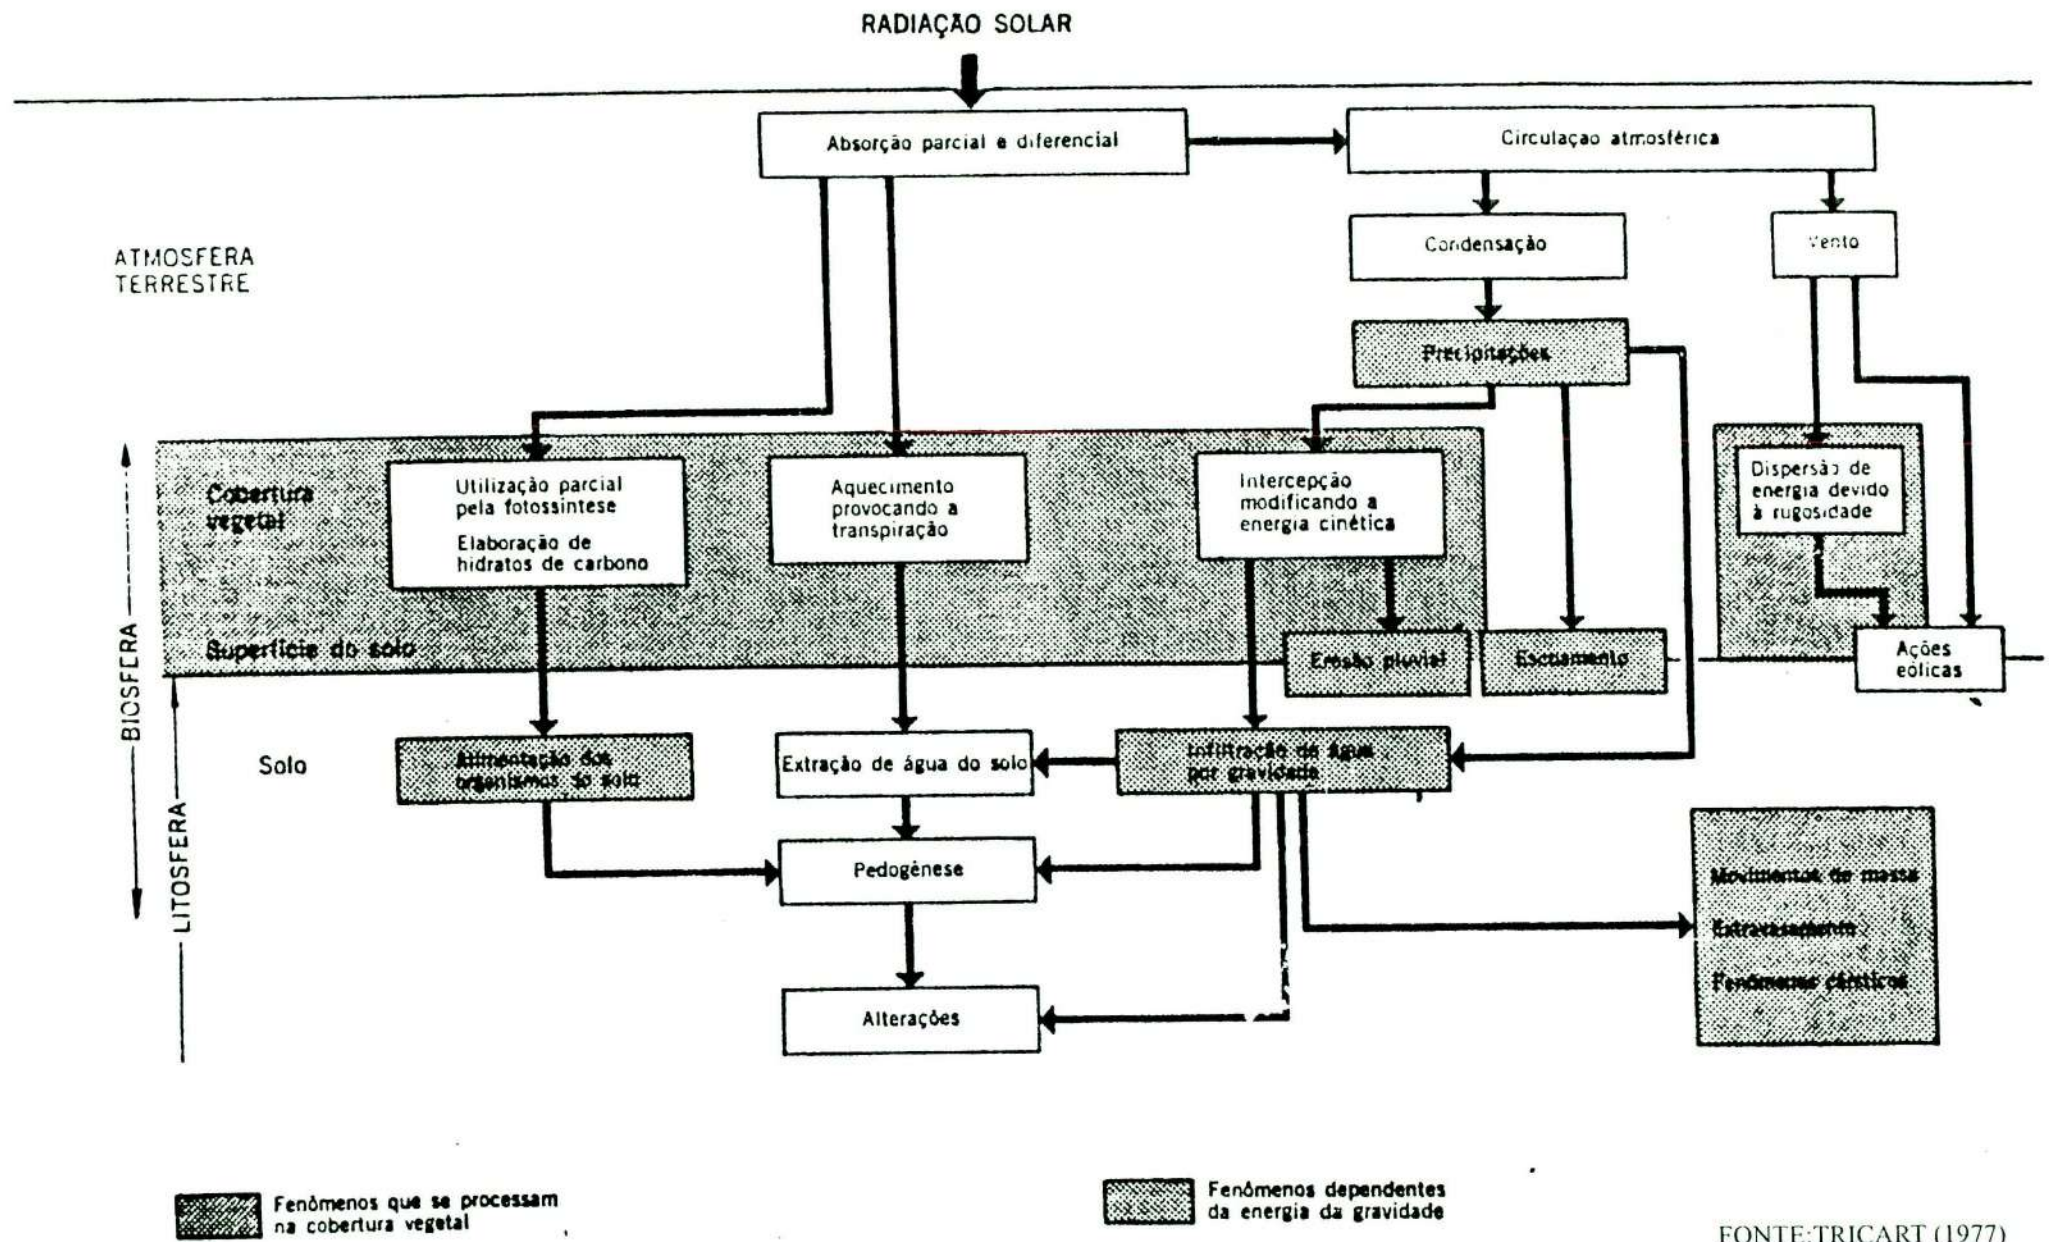 RADIAÇÃO SOLAR
Absorção parcial e diferencial
Circulaçao atmosférica
ATMOSFERA
TERRESTRE
Condensação
Vento
Precipitações
Cobertura
vegetal
Utilização parcial
pela fotossíntese
Elaboração de
hidratos de carbono
Aquecimento
provocando a
transpiração
Intercepção
modificando a
energia cinética
Dispersão de
energia devido
à rugosidade
Superfície do solo
Erosão pluvial
Escoamento
Ações
eólicas
BIOSFERA
LITOSFERA
Solo
Alimentação dos
organismos do solo
Extração de água do solo
Infiltração de água
por gravidade
Pedogênese
Movimentos de massa
Extravasamento
Fenômenos cársticos
Alterações
Fenômenos que se processam
na cobertura vegetal
Fenômenos dependentes
da energia da gravidade
FONTE:TRICART (1977)